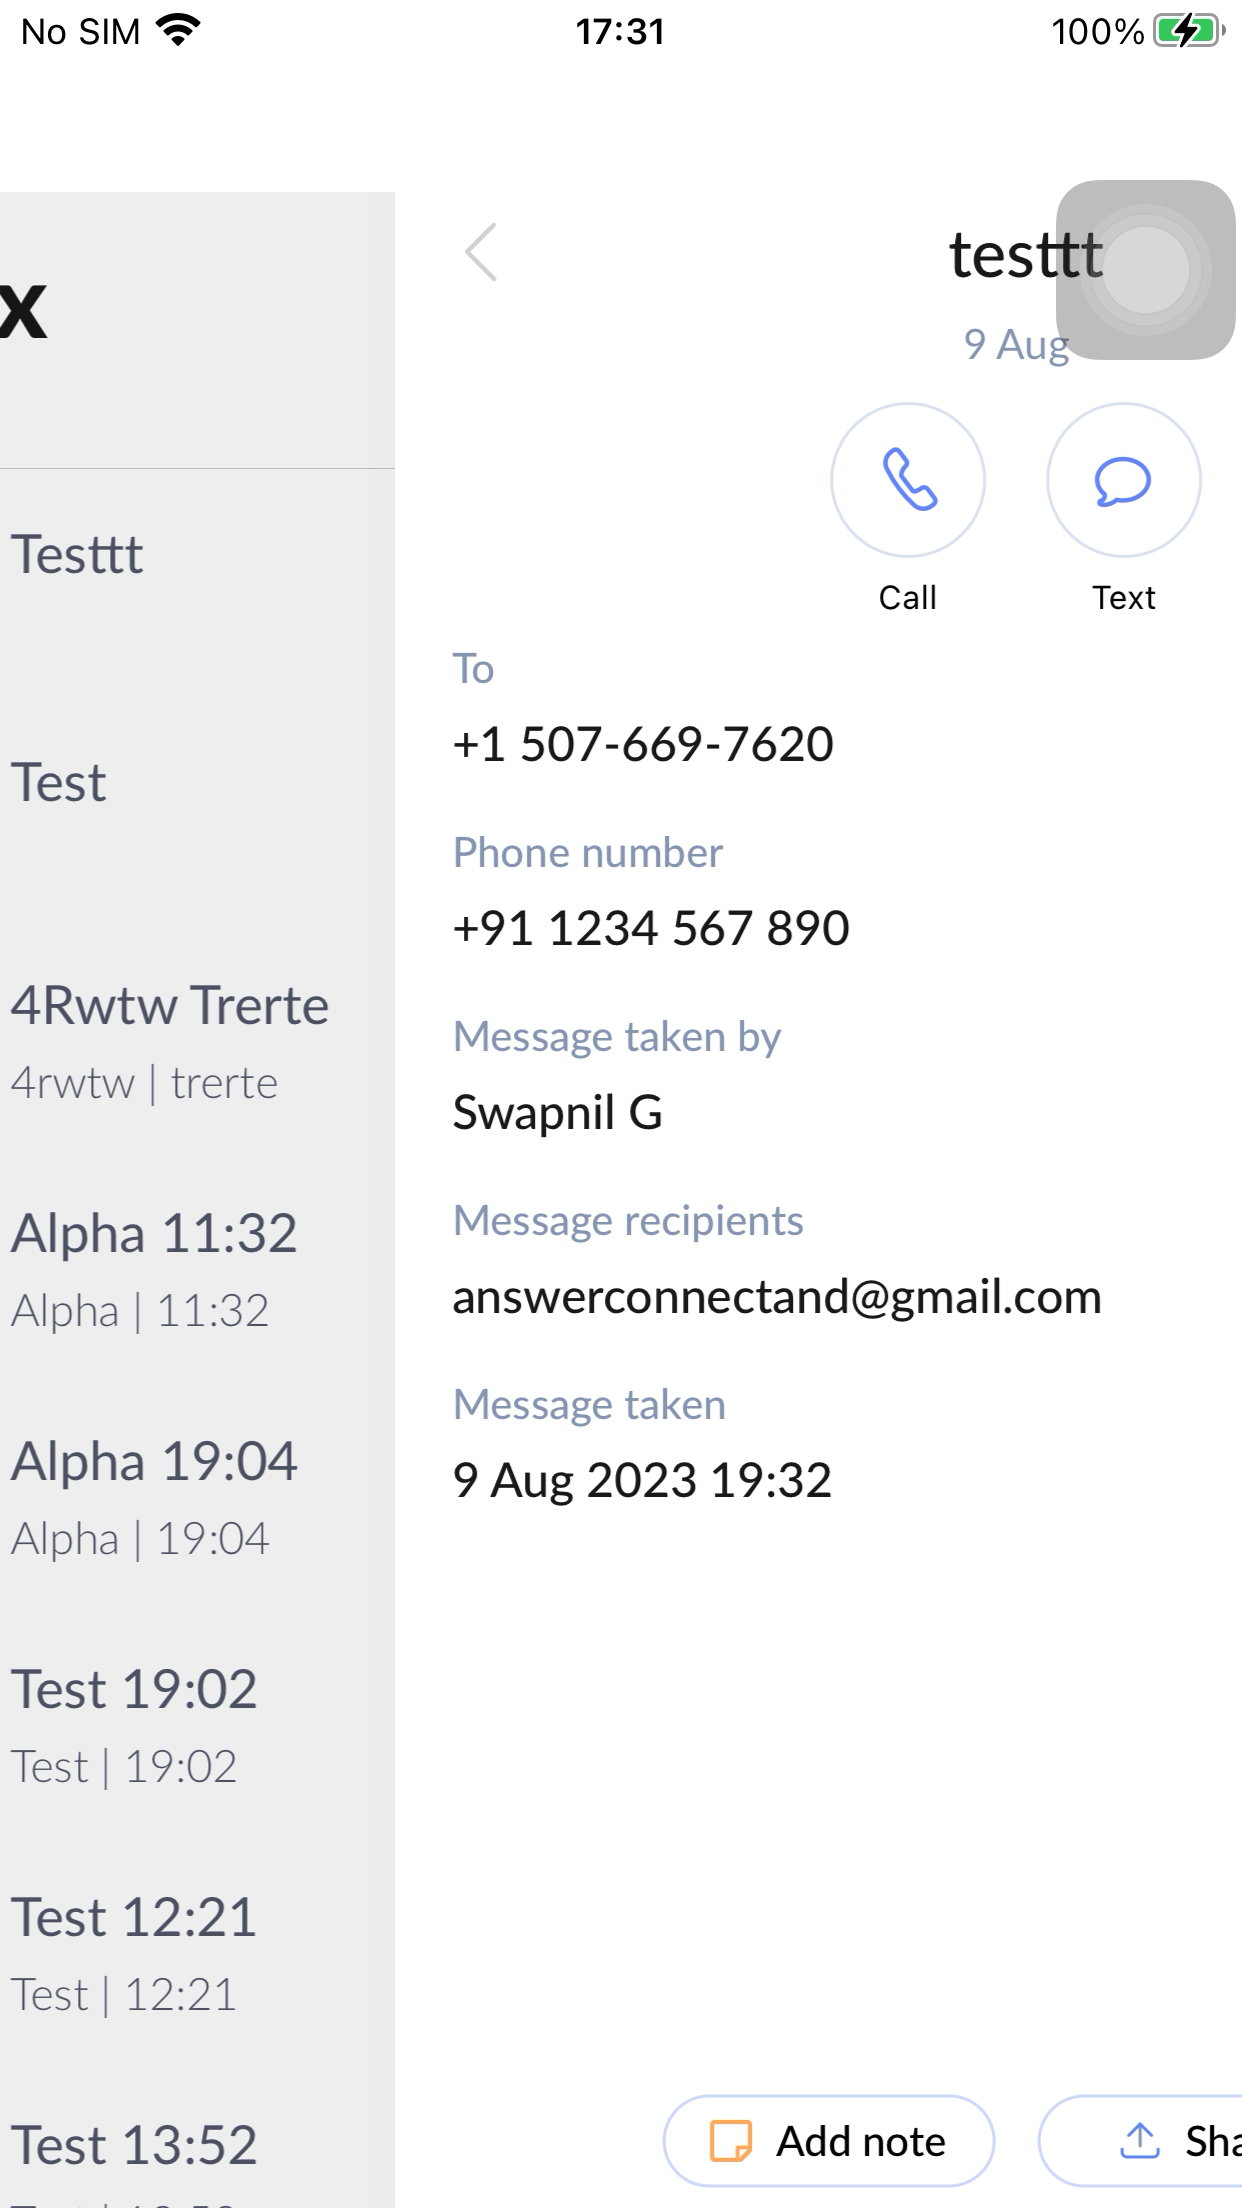 No SIM 17:31 100%
x
Testtt
Test
4Rwtw Trerte
4rwtw | trerte
Alpha 11:32
Alpha | 11:32
Alpha 19:04
Alpha | 19:04
Test 19:02
Test | 19:02
Test 12:21
Test | 12:21
Test 13:52
testtt
9 Aug
Call Text
To
+1 507-669-7620
Phone number
+91 1234 567 890
Message taken by
Swapnil G
Message recipients
answerconnectand@gmail.com
Message taken
9 Aug 2023 19:32
Add note Sha